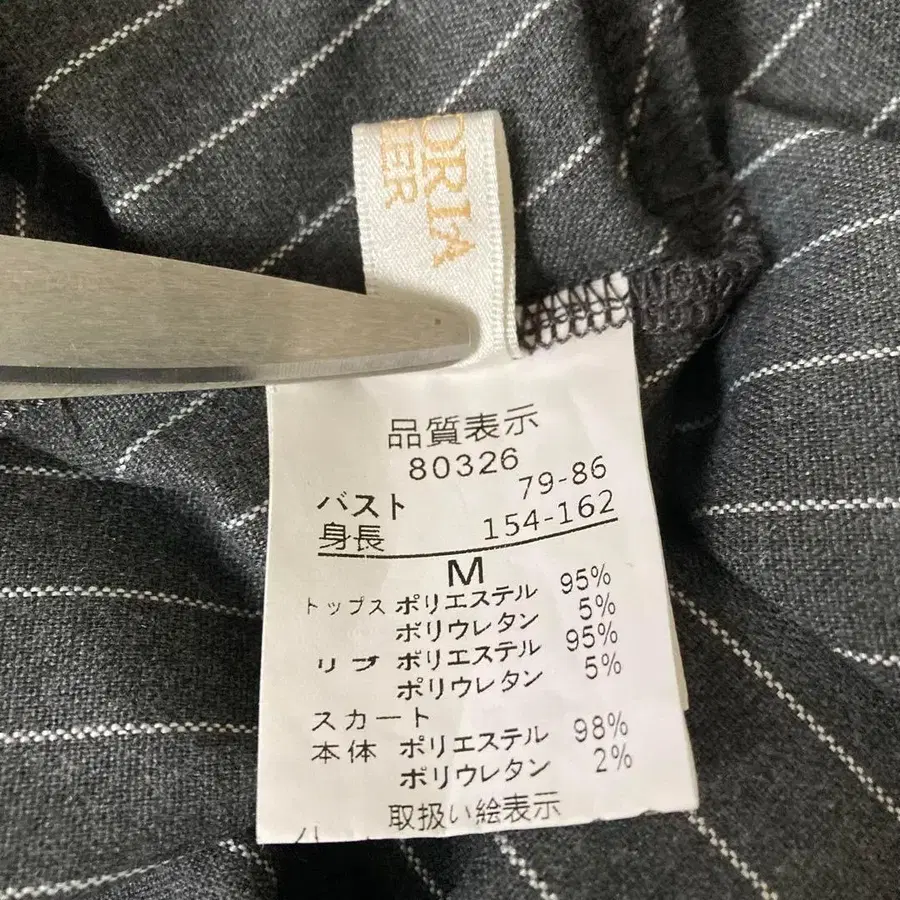 ORIA
ER
品質表示
80326
バスト 79-86
身長 154-162
M
トップス ポリエステル 95%
ポリウレタン 5%
リブ ポリエステル 95%
ポリウレタン 5%
スカート
本体 ポリエステル 98%
ポリウレタン 2%
取扱い絵表示